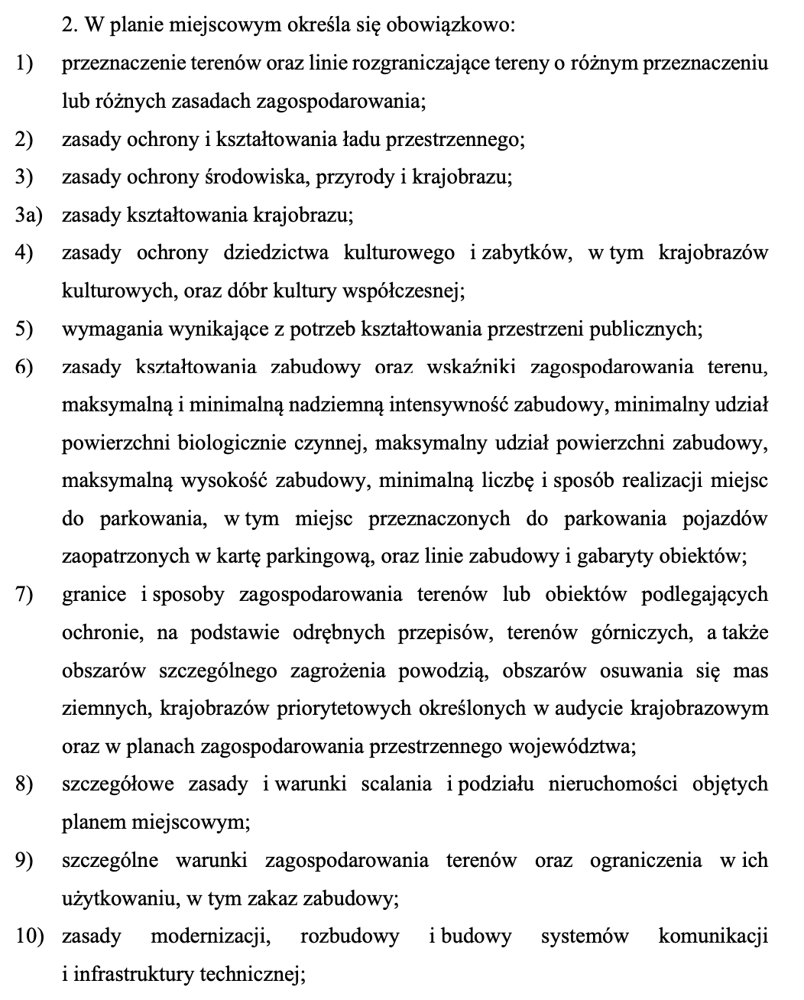 2. W planie miejscowym określa się obowiązkowo:
1) przeznaczenie terenów oraz linie rozgraniczające tereny o różnym przeznaczeniu
lub różnych zasadach zagospodarowania;
2) zasady ochrony i kształtowania ładu przestrzennego;
3) zasady ochrony środowiska, przyrody i krajobrazu;
3a) zasady kształtowania krajobrazu;
4) zasady ochrony dziedzictwa kulturowego i zabytków, w tym krajobrazów
kulturowych, oraz dóbr kultury współczesnej;
5) wymagania wynikające z potrzeb kształtowania przestrzeni publicznych;
6) zasady kształtowania zabudowy oraz wskaźniki zagospodarowania terenu,
maksymalną i minimalną nadziemną intensywność zabudowy, minimalny udział
powierzchni biologicznie czynnej, maksymalny udział powierzchni zabudowy,
maksymalną wysokość zabudowy, minimalną liczbę i sposób realizacji miejsc
do parkowania, w tym miejsc przeznaczonych do parkowania pojazdów
zaopatrzonych w kartę parkingową, oraz linie zabudowy i gabaryty obiektów;
7) granice i sposoby zagospodarowania terenów lub obiektów podlegających
ochronie, na podstawie odrębnych przepisów, terenów górniczych, a także
obszarów szczególnego zagrożenia powodzią, obszarów osuwania się mas
ziemnych, krajobrazów priorytetowych określonych w audycie krajobrazowym
oraz w planach zagospodarowania przestrzennego województwa;
8) szczegółowe zasady i warunki scalania i podziału nieruchomości objętych
planem miejscowym;
9) szczególne warunki zagospodarowania terenów oraz ograniczenia w ich
użytkowaniu, w tym zakaz zabudowy;
10) zasady modernizacji, rozbudowy i budowy systemów komunikacji
i infrastruktury technicznej;